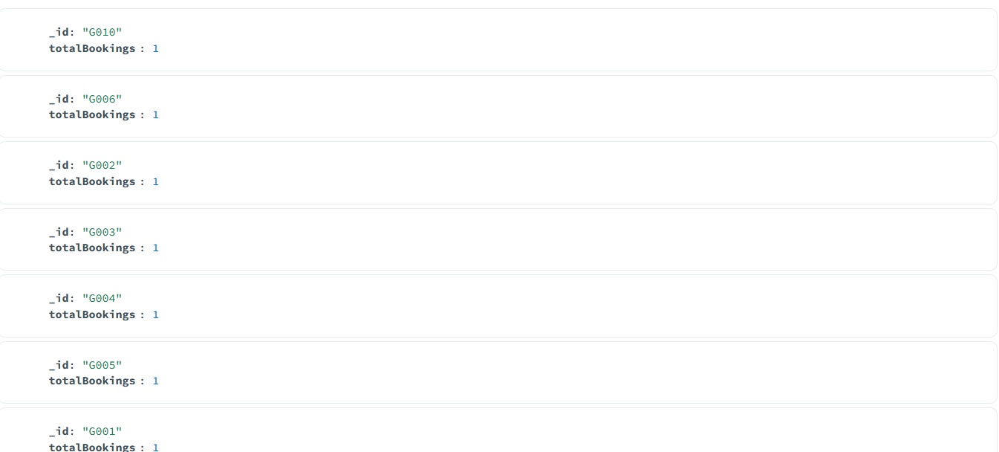 _id: "G010"
totalBookings : 1
_id: "G006"
totalBookings : 1
_id: "G002"
totalBookings : 1
_id: "G003"
totalBookings : 1
_id: "G004"
totalBookings : 1
_id: "G005"
totalBookings : 1
_id: "G001"
totalBookings : 1